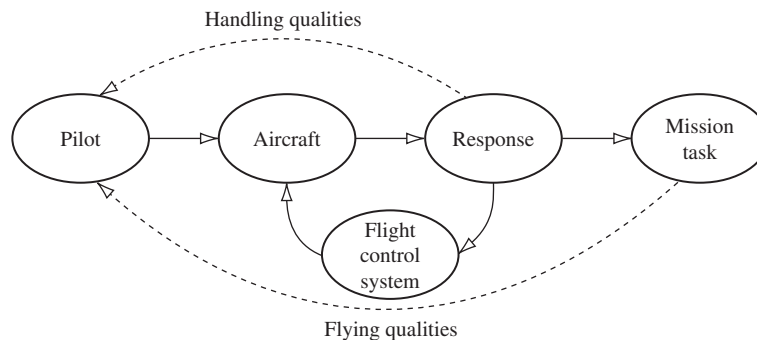 Handling qualities
Pilot
Aircraft
Response
Mission
task
Flight
control
system
Flying qualities